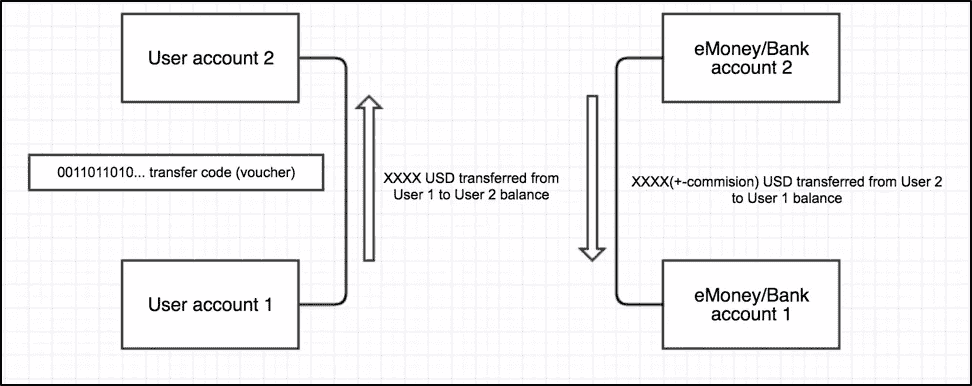 User account 2
eMoney/Bank
account 2
0011011010... transfer code (voucher)
XXXX USD transferred from
User 1 to User 2 balance
XXXX(+-commision) USD transferred from User 2
to User 1 balance
User account 1
eMoney/Bank
account 1